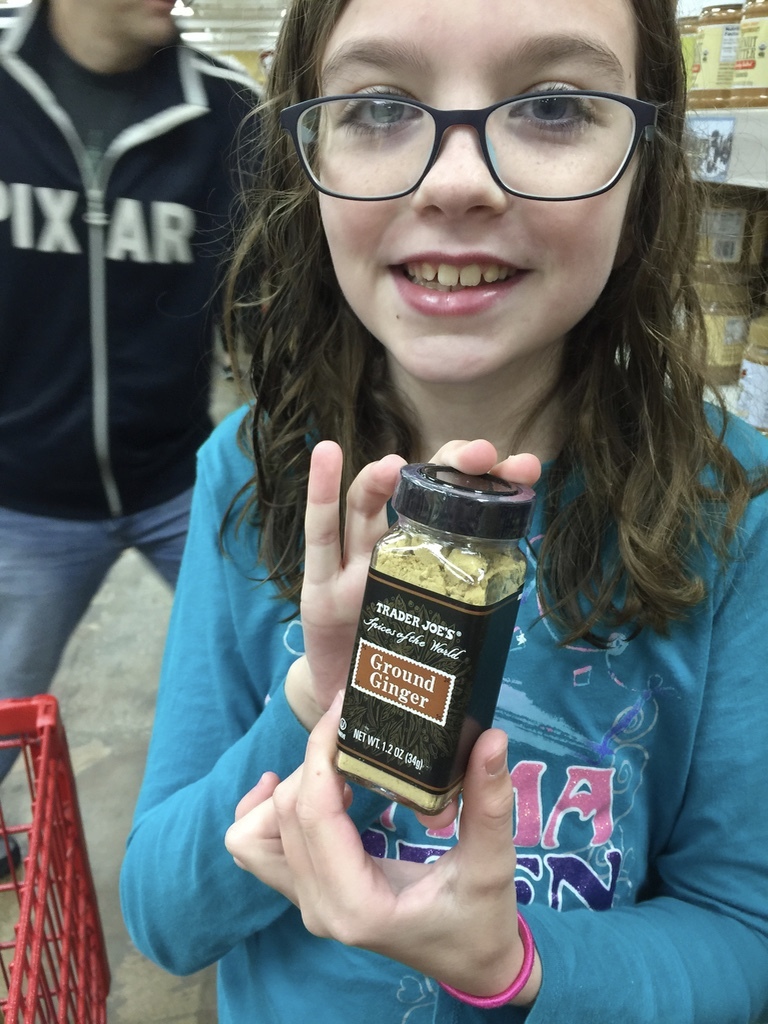 PIXAR
TRADER JOE'S®
Spices of the World
Ground
Ginger
NET WT. 1.2 OZ (34g)